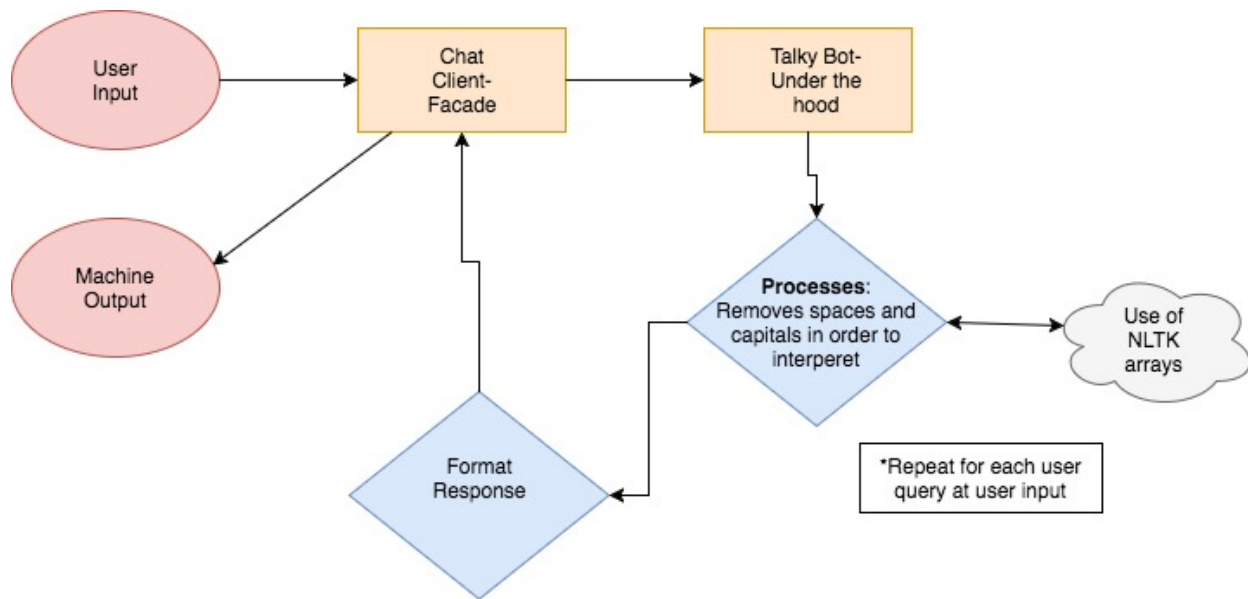 User
Input
Chat
Client-
Facade
Talky Bot-
Under the
hood
Machine
Output
Processes:
Removes spaces and
capitals in order to
interperet
Use of
NLTK
arrays
Format
Response
*Repeat for each user
query at user input